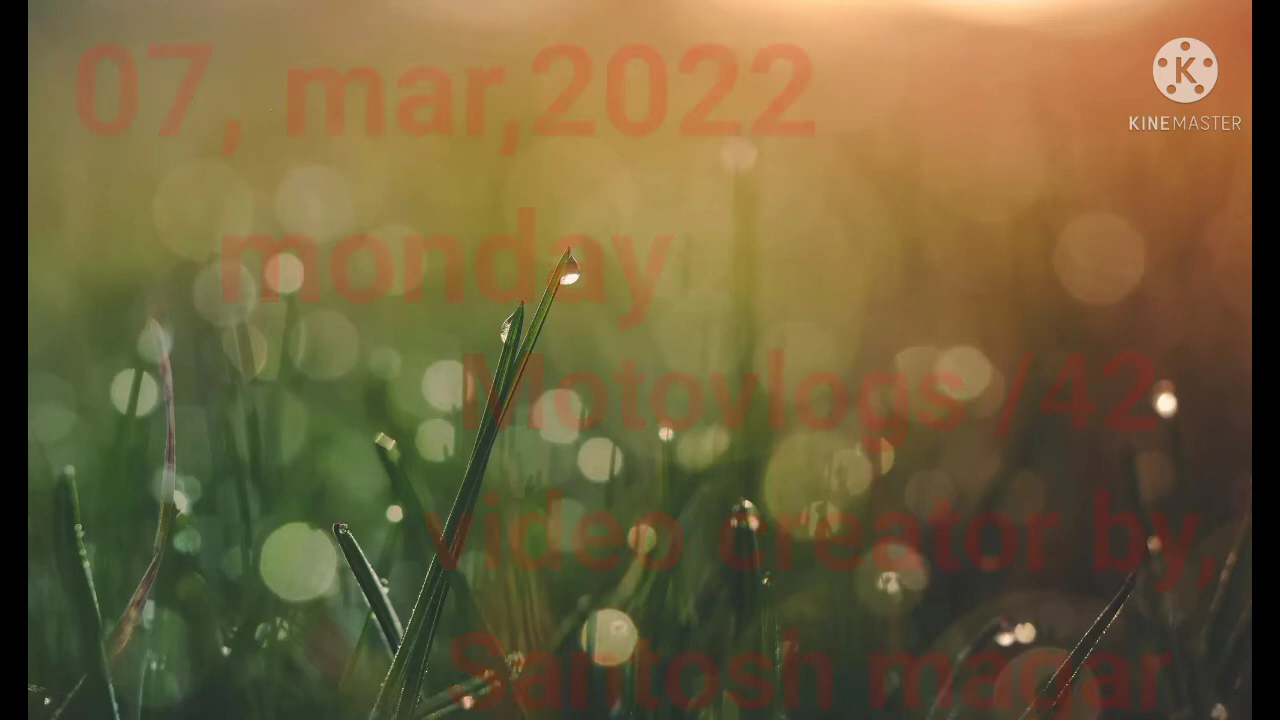 07, mar,2022
KINEMASTER
monday
Motovlogs /42
video creator by,
Santosh magar